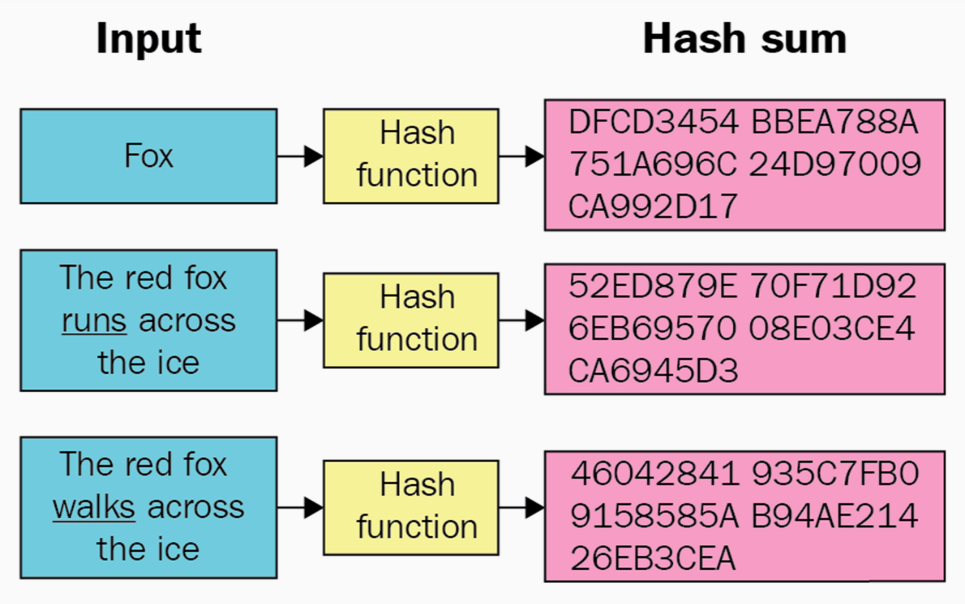 Input
Hash sum
Fox
Hash
function
DFCD3454 BBEA788A
751A696C 24D97009
CA992D17
The red fox
runs across
the ice
Hash
function
52ED879E 70F71D92
6EB69570 08E03CE4
CA6945D3
The red fox
walks across
the ice
Hash
function
46042841 935C7FB0
9158585A B94AE214
26EB3CEA